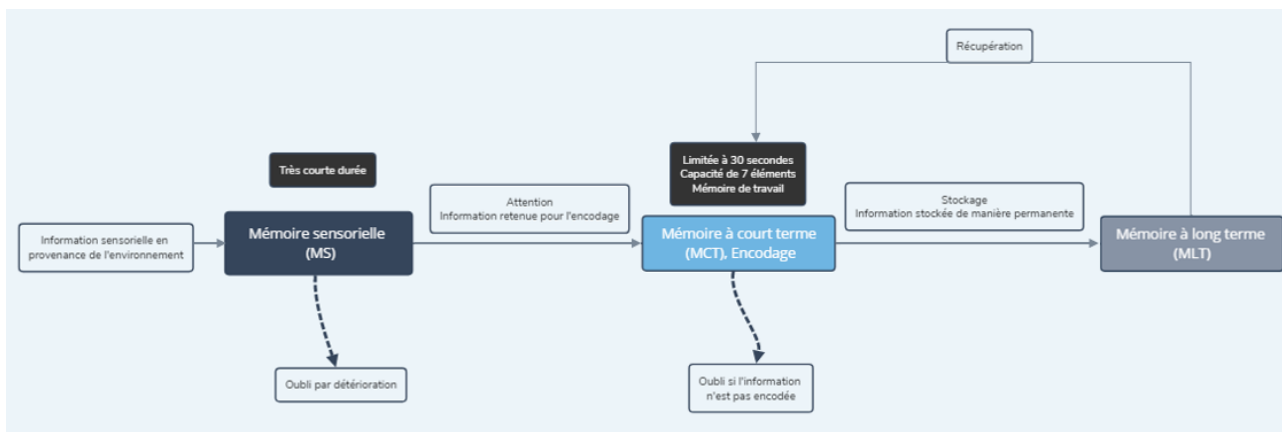 Récupération
Très courte durée
Limitée à 30 secondes
Capacité de 7 éléments
Mémoire de travail
Attention
Information retenue pour l'encodage
Stockage
Information stockée de manière permanente
Information sensorielle en
provenance de l'environnement
Mémoire sensorielle
(MS)
Mémoire à court terme
(MCT), Encodage
Mémoire à long terme
(MLT)
Oubli par détérioration
Oubli si l'information
n'est pas encodée